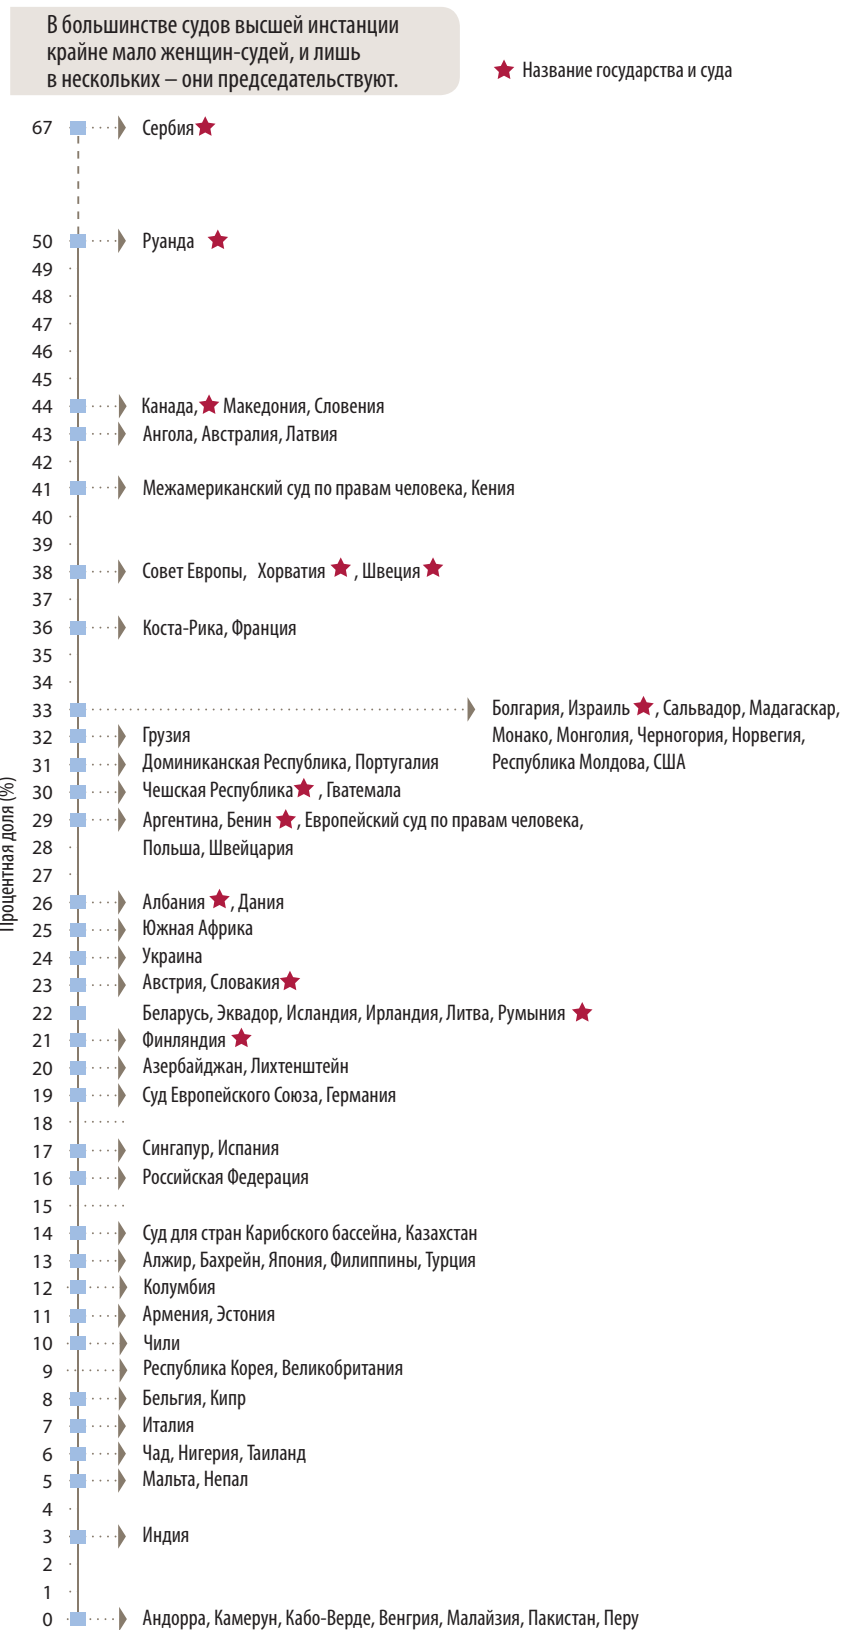 В большинстве судов высшей инстанции
крайне мало женщин-судей, и лишь
в нескольких – они председательствуют.
★ Название государства и суда
Процентная доля (%)
67 Сербия ★
50 Руанда ★
49
48
47
46
45
44 Канада, ★ Македония, Словения
43 Ангола, Австралия, Латвия
42
41 Межамериканский суд по правам человека, Кения
40
39
38 Совет Европы, Хорватия ★ , Швеция ★
37
36 Коста-Рика, Франция
35
34
33 Болгария, Израиль ★ , Сальвадор, Мадагаскар,
Монако, Монголия, Черногория, Норвегия,
Республика Молдова, США
32 Грузия
31 Доминиканская Республика, Португалия
30 Чешская Республика ★ , Гватемала
29 Аргентина, Бенин ★ , Европейский суд по правам человека,
28 Польша, Швейцария
27
26 Албания ★ , Дания
25 Южная Африка
24 Украина
23 Австрия, Словакия ★
22 Беларусь, Эквадор, Исландия, Ирландия, Литва, Румыния ★
21 Финляндия ★
20 Азербайджан, Лихтенштейн
19 Суд Европейского Союза, Германия
18
17 Сингапур, Испания
16 Российская Федерация
15
14 Суд для стран Карибского бассейна, Казахстан
13 Алжир, Бахрейн, Япония, Филиппины, Турция
12 Колумбия
11 Армения, Эстония
10 Чили
9 Республика Корея, Великобритания
8 Бельгия, Кипр
7 Италия
6 Чад, Нигерия, Таиланд
5 Мальта, Непал
4
3 Индия
2
1
0 Андорра, Камерун, Кабо-Верде, Венгрия, Малайзия, Пакистан, Перу